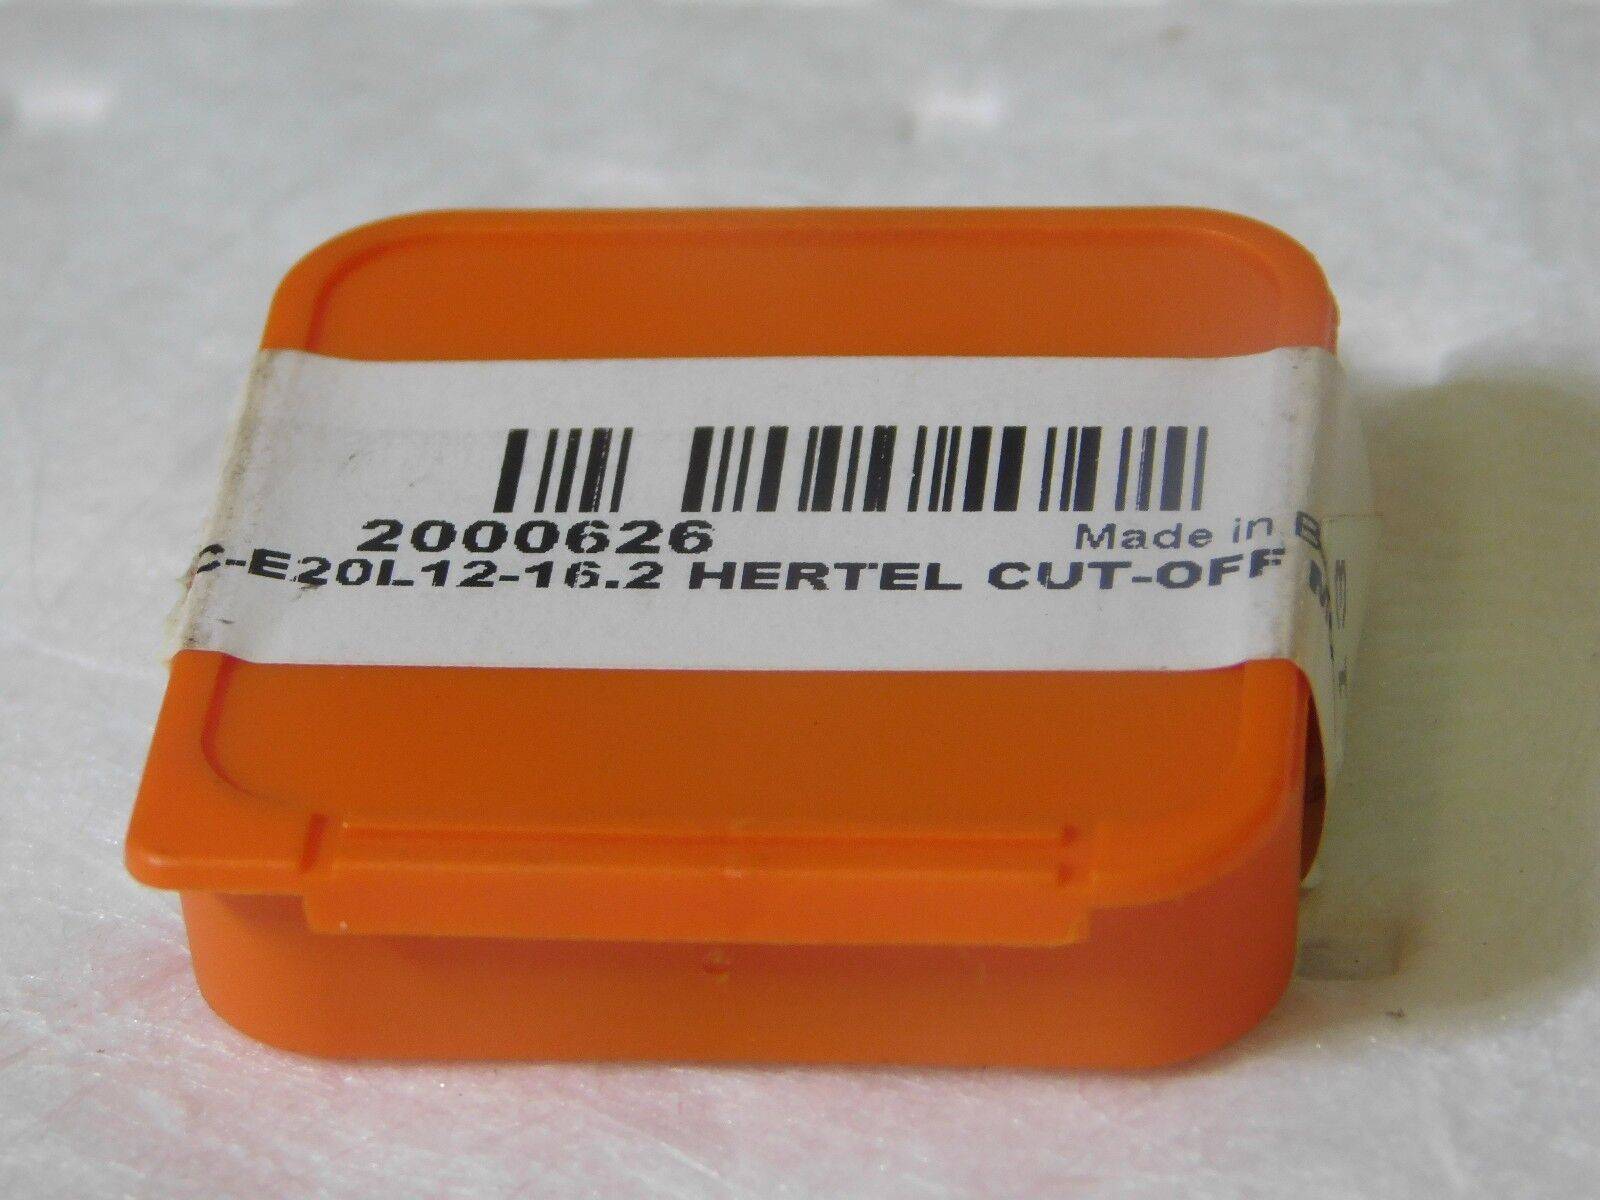 2000626 Made in
C-E20L12-16.2 HERTEL CUT-OFF